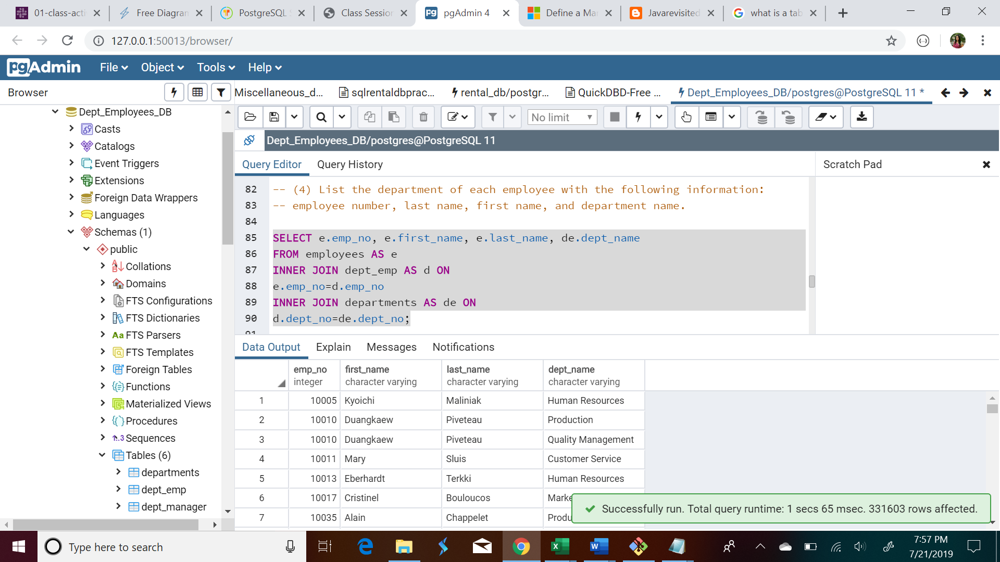 01-class-acti
Free Diagram
PostgreSQL S
Class Session
pgAdmin 4
Define a Ma
Javarevisited
what is a tab
127.0.0.1:50013/browser/
pgAdmin File Object Tools Help
Browser
Miscellaneous_d... sqlrentaldbprac... rental_db/postgr... QuickDBD-Free ... Dept_Employees_DB/postgres@PostgreSQL 11 *
No limit
Dept_Employees_DB/postgres@PostgreSQL 11
Query Editor Query History
Scratch Pad
Dept_Employees_DB
Casts
Catalogs
Event Triggers
Extensions
Foreign Data Wrappers
Languages
Schemas (1)
public
Collations
Domains
FTS Configurations
FTS Dictionaries
Aa FTS Parsers
FTS Templates
Foreign Tables
Functions
Materialized Views
Procedures
1..3 Sequences
Tables (6)
departments
dept_emp
dept_manager
82 -- (4) List the department of each employee with the following information:
83 -- employee number, last name, first name, and department name.
84
85 SELECT e.emp_no, e.first_name, e.last_name, de.dept_name
86 FROM employees AS e
87 INNER JOIN dept_emp AS d ON
88 e.emp_no=d.emp_no
89 INNER JOIN departments AS de ON
90 d.dept_no=de.dept_no;
91
Data Output Explain Messages Notifications
emp_no first_name last_name dept_name
integer character varying character varying character varying
1 10005 Kyoichi Maliniak Human Resources
2 10010 Duangkaew Piveteau Production
3 10010 Duangkaew Piveteau Quality Management
4 10011 Mary Sluis Customer Service
5 10013 Eberhardt Terkki Human Resources
6 10017 Cristinel Bouloucos Marke
7 10035 Alain Chappelet Produ
Successfully run. Total query runtime: 1 secs 65 msec. 331603 rows affected.
Type here to search
7:57 PM
7/21/2019